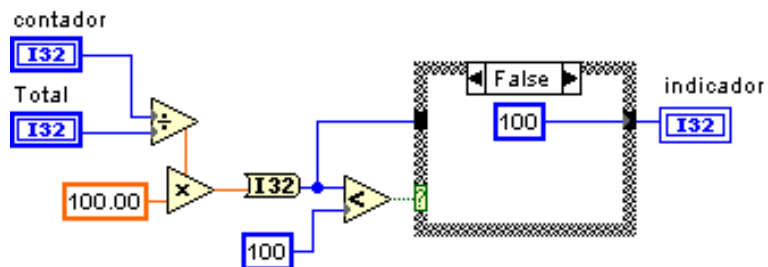 contador
I32
Total
I32
÷
x
100.00
I32
<
100
?
False
100
indicador
I32